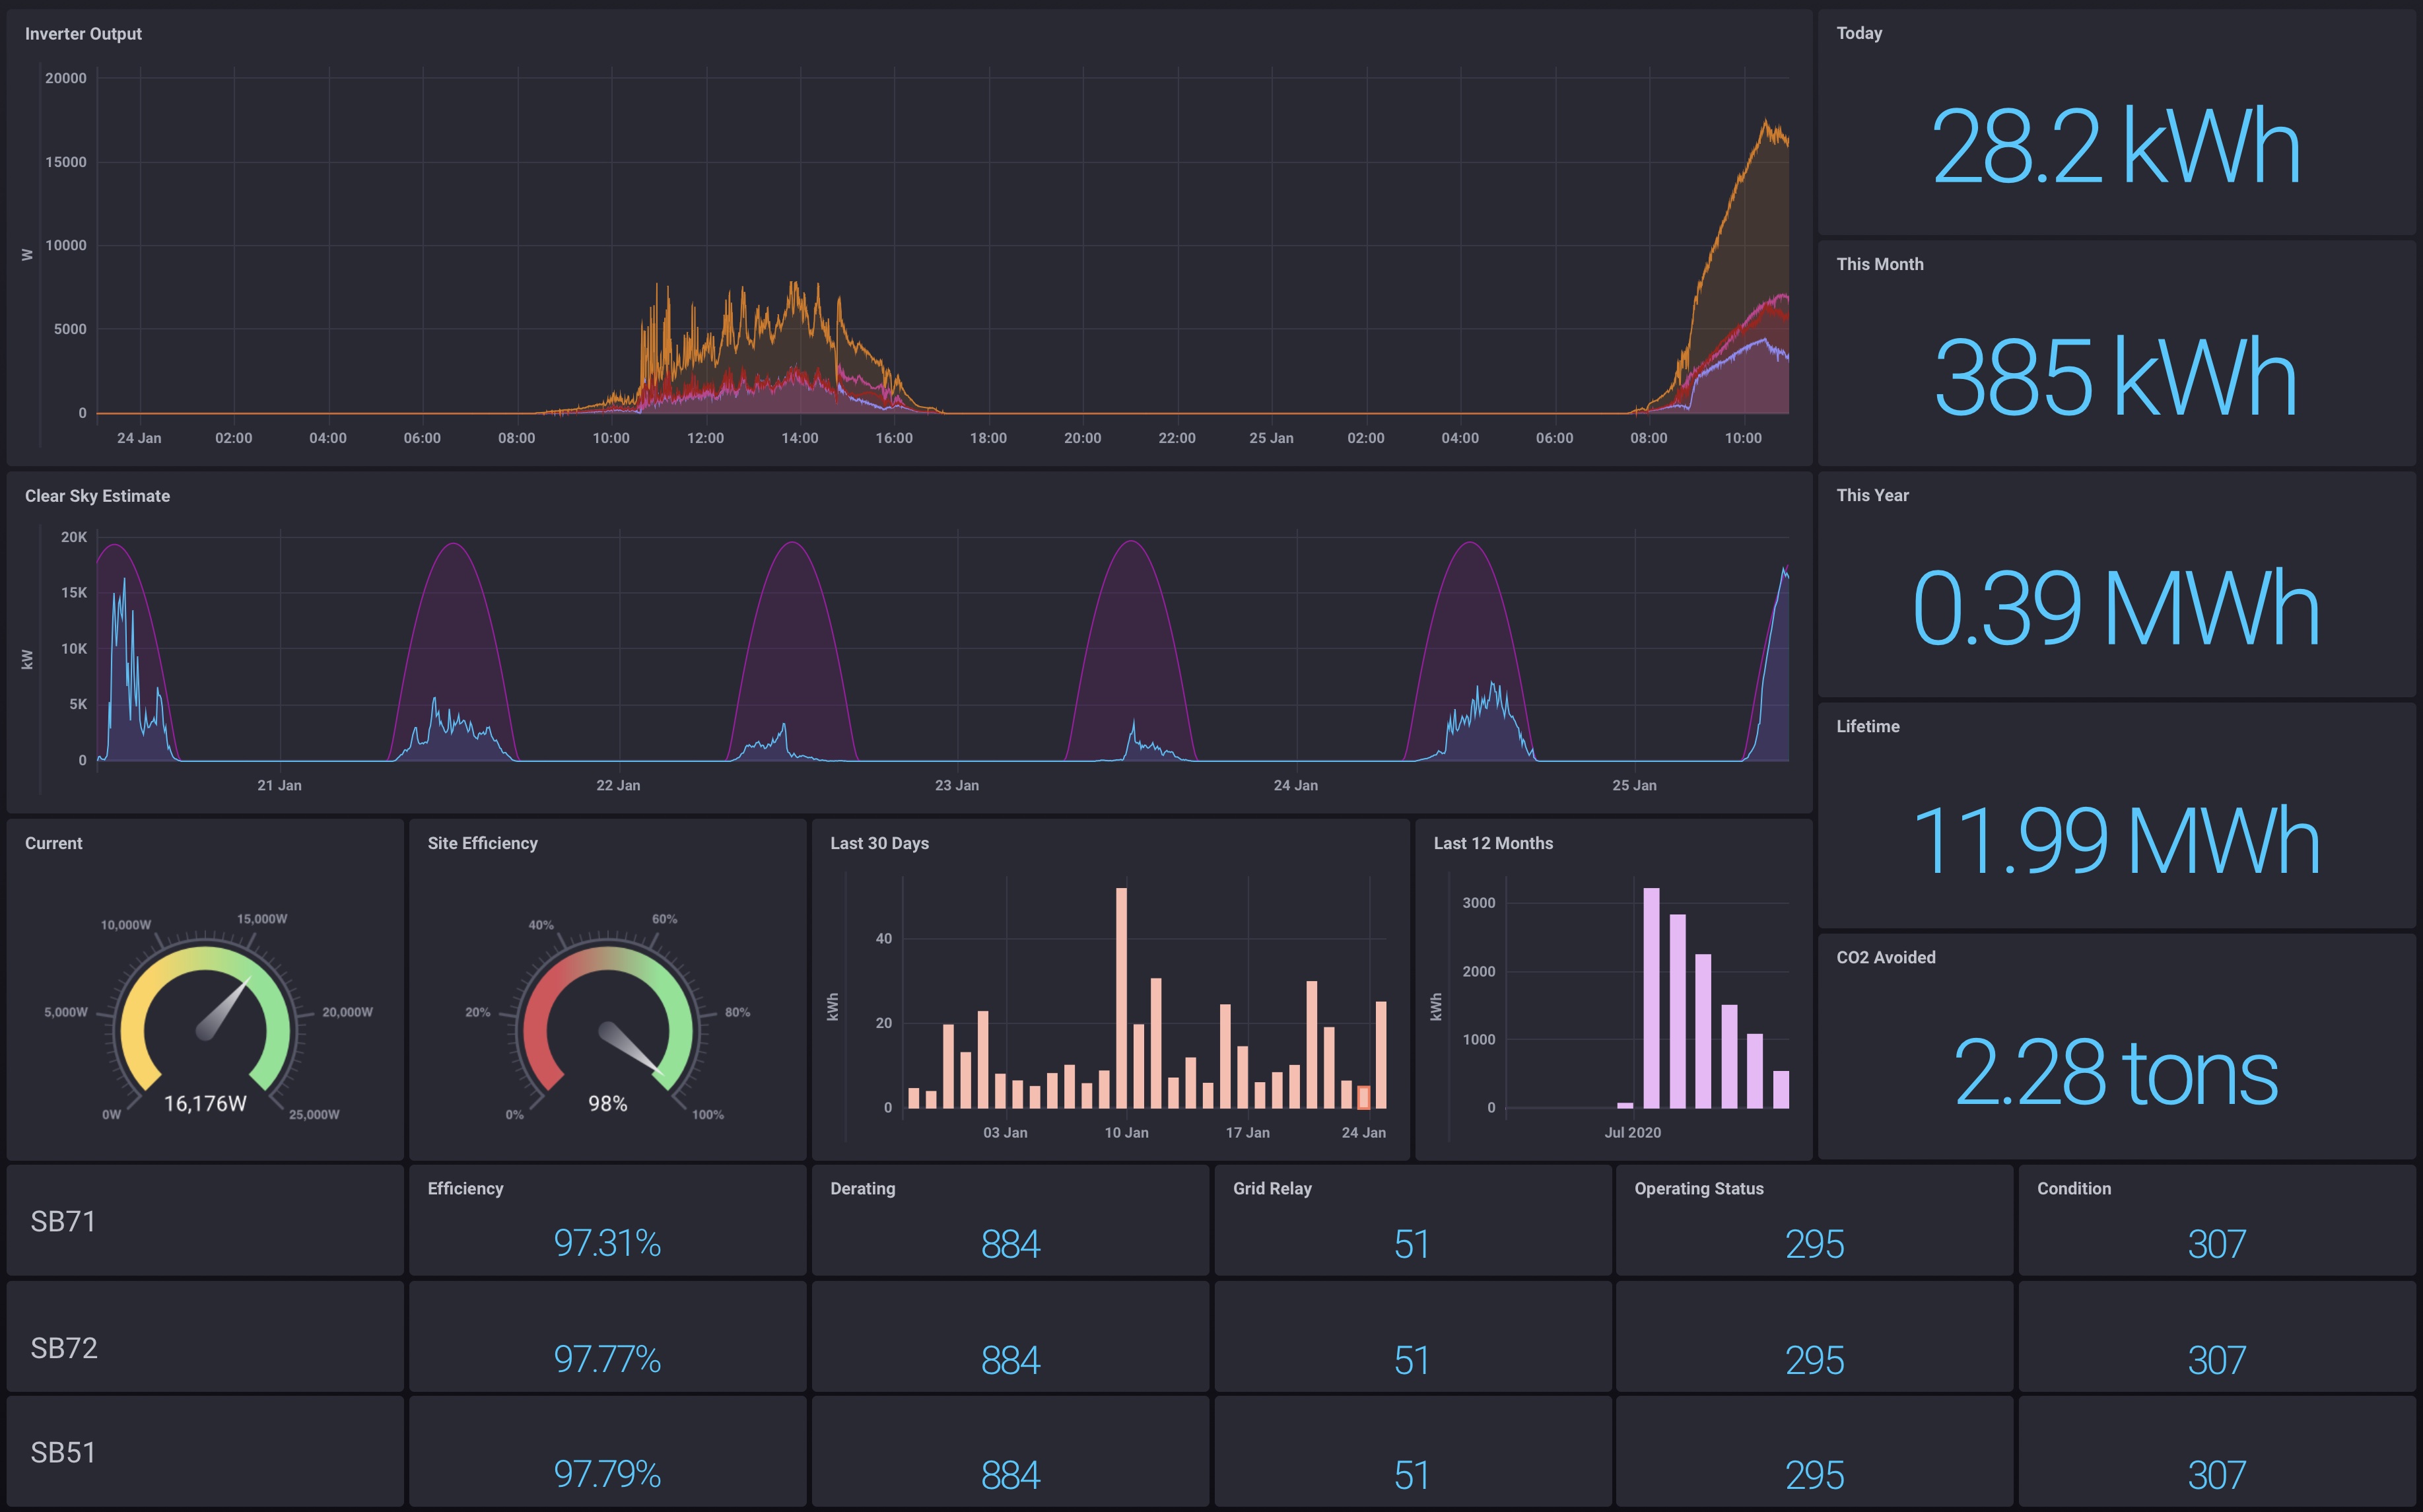 Inverter Output
20000
15000
10000
5000
0
W
24 Jan 02:00 04:00 06:00 08:00 10:00 12:00 14:00 16:00 18:00 20:00 22:00 25 Jan 02:00 04:00 06:00 08:00 10:00
Today
28.2 kWh
This Month
385 kWh
Clear Sky Estimate
20K
15K
10K
5K
0
kW
21 Jan 22 Jan 23 Jan 24 Jan 25 Jan
This Year
0.39 MWh
Lifetime
11.99 MWh
Current
0W
5,000W
10,000W
15,000W
20,000W
25,000W
16,176W
Site Efficiency
0%
20%
40%
60%
80%
100%
98%
Last 30 Days
40
20
0
kWh
03 Jan 10 Jan 17 Jan 24 Jan
Last 12 Months
3000
2000
1000
0
kWh
Jul 2020
CO2 Avoided
2.28 tons
SB71
Efficiency
97.31%
Derating
884
Grid Relay
51
Operating Status
295
Condition
307
SB72
97.77%
884
51
295
307
SB51
97.79%
884
51
295
307